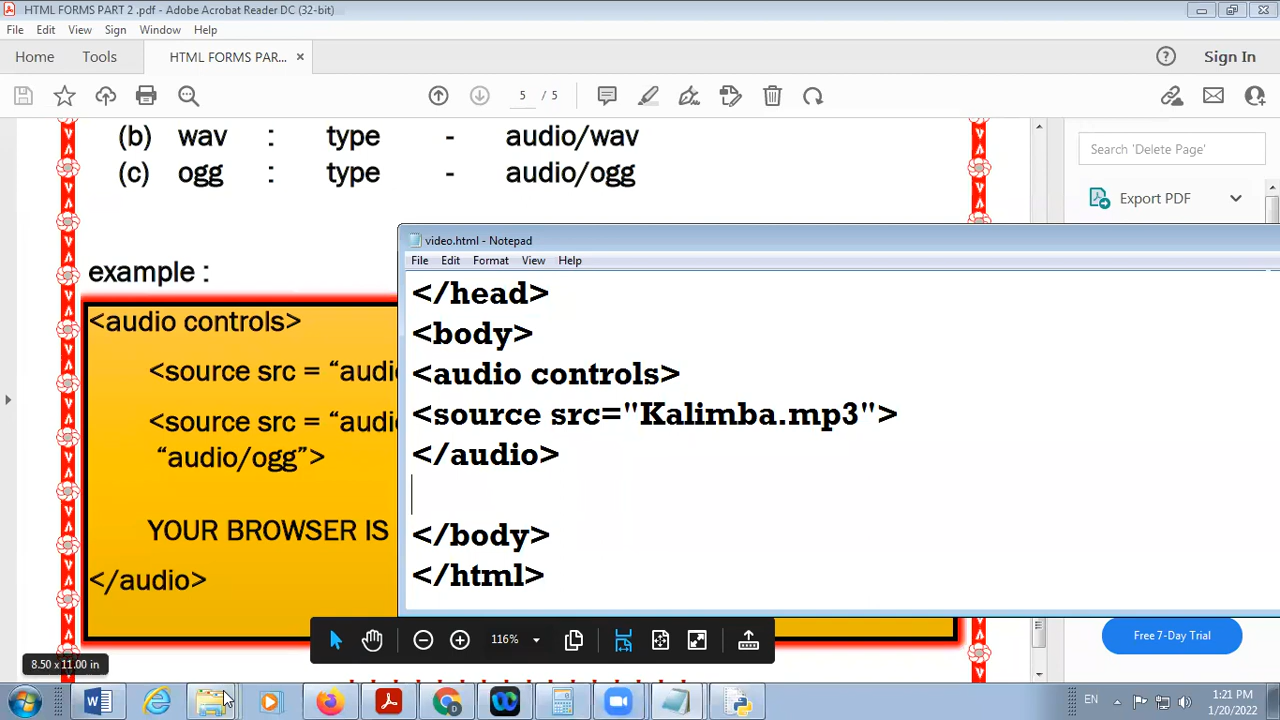 HTML FORMS PART 2 .pdf - Adobe Acrobat Reader DC (32-bit)
File Edit View Sign Window Help
Home Tools HTML FORMS PAR... × Sign In
5 / 5
(b) wav : type - audio/wav
(c) ogg : type - audio/ogg
Search 'Delete Page'
Export PDF
example :
<audio controls>
<source src = “audi
<source src = “audi
“audio/ogg”>
YOUR BROWSER IS
</audio>
video.html - Notepad
File Edit Format View Help
</head>
<body>
<audio controls>
<source src="Kalimba.mp3">
</audio>
</body>
</html>
116%
Free 7-Day Trial
8.50 x 11.00 in
EN
1:21 PM
1/20/2022